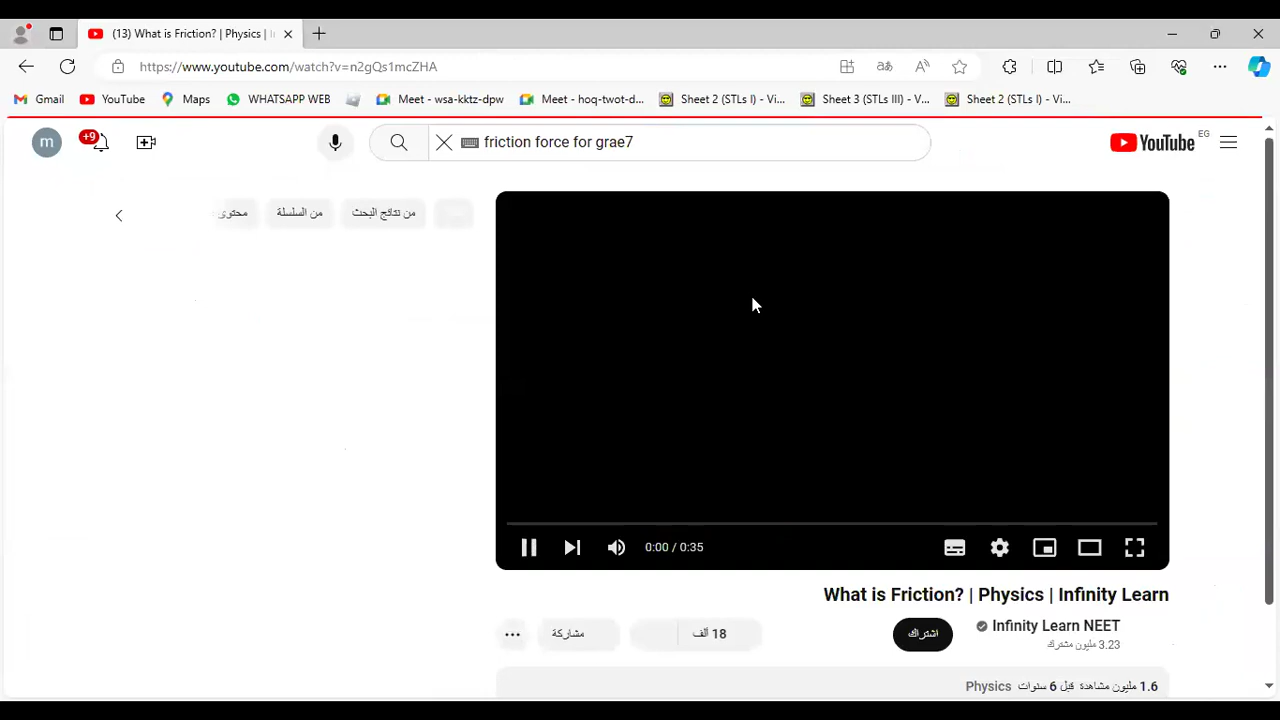 (13) What is Friction? | Physics | I
https://www.youtube.com/watch?v=n2gQs1mcZHA
Gmail YouTube Maps WHATSAPP WEB Meet - wsa-kktz-dpw Meet - hoq-twot-d... Sheet 2 (STLs I) - Vi... Sheet 3 (STLs III) - V... Sheet 2 (STLs I) - Vi...
m +9 friction force for grae7 YouTube EG
من نتائج البحث من السلسلة محتوى
0:00 / 0:35
What is Friction? | Physics | Infinity Learn
Infinity Learn NEET
3.23 مليون مشترك
اشتراك
18 ألف
مشاركة
1.6 مليون مشاهدة قبل 6 سنوات Physics